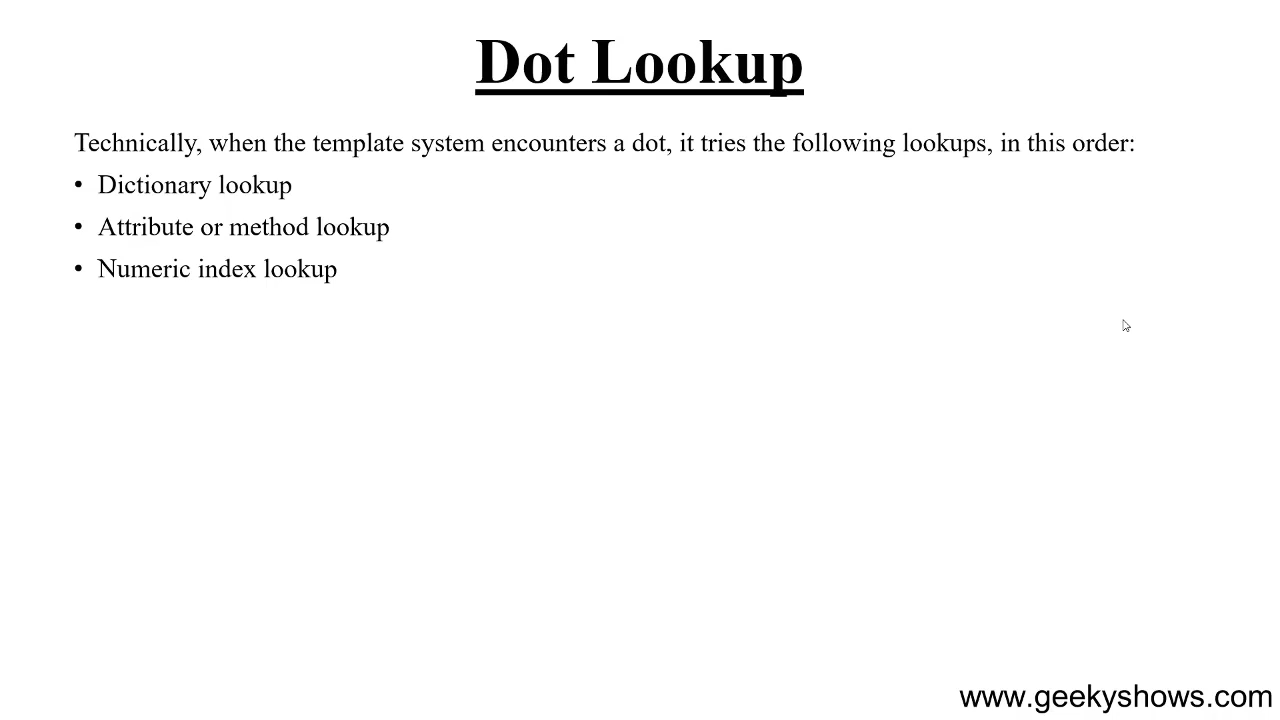 Dot Lookup
Technically, when the template system encounters a dot, it tries the following lookups, in this order:
• Dictionary lookup
• Attribute or method lookup
• Numeric index lookup
www.geekyshows.com